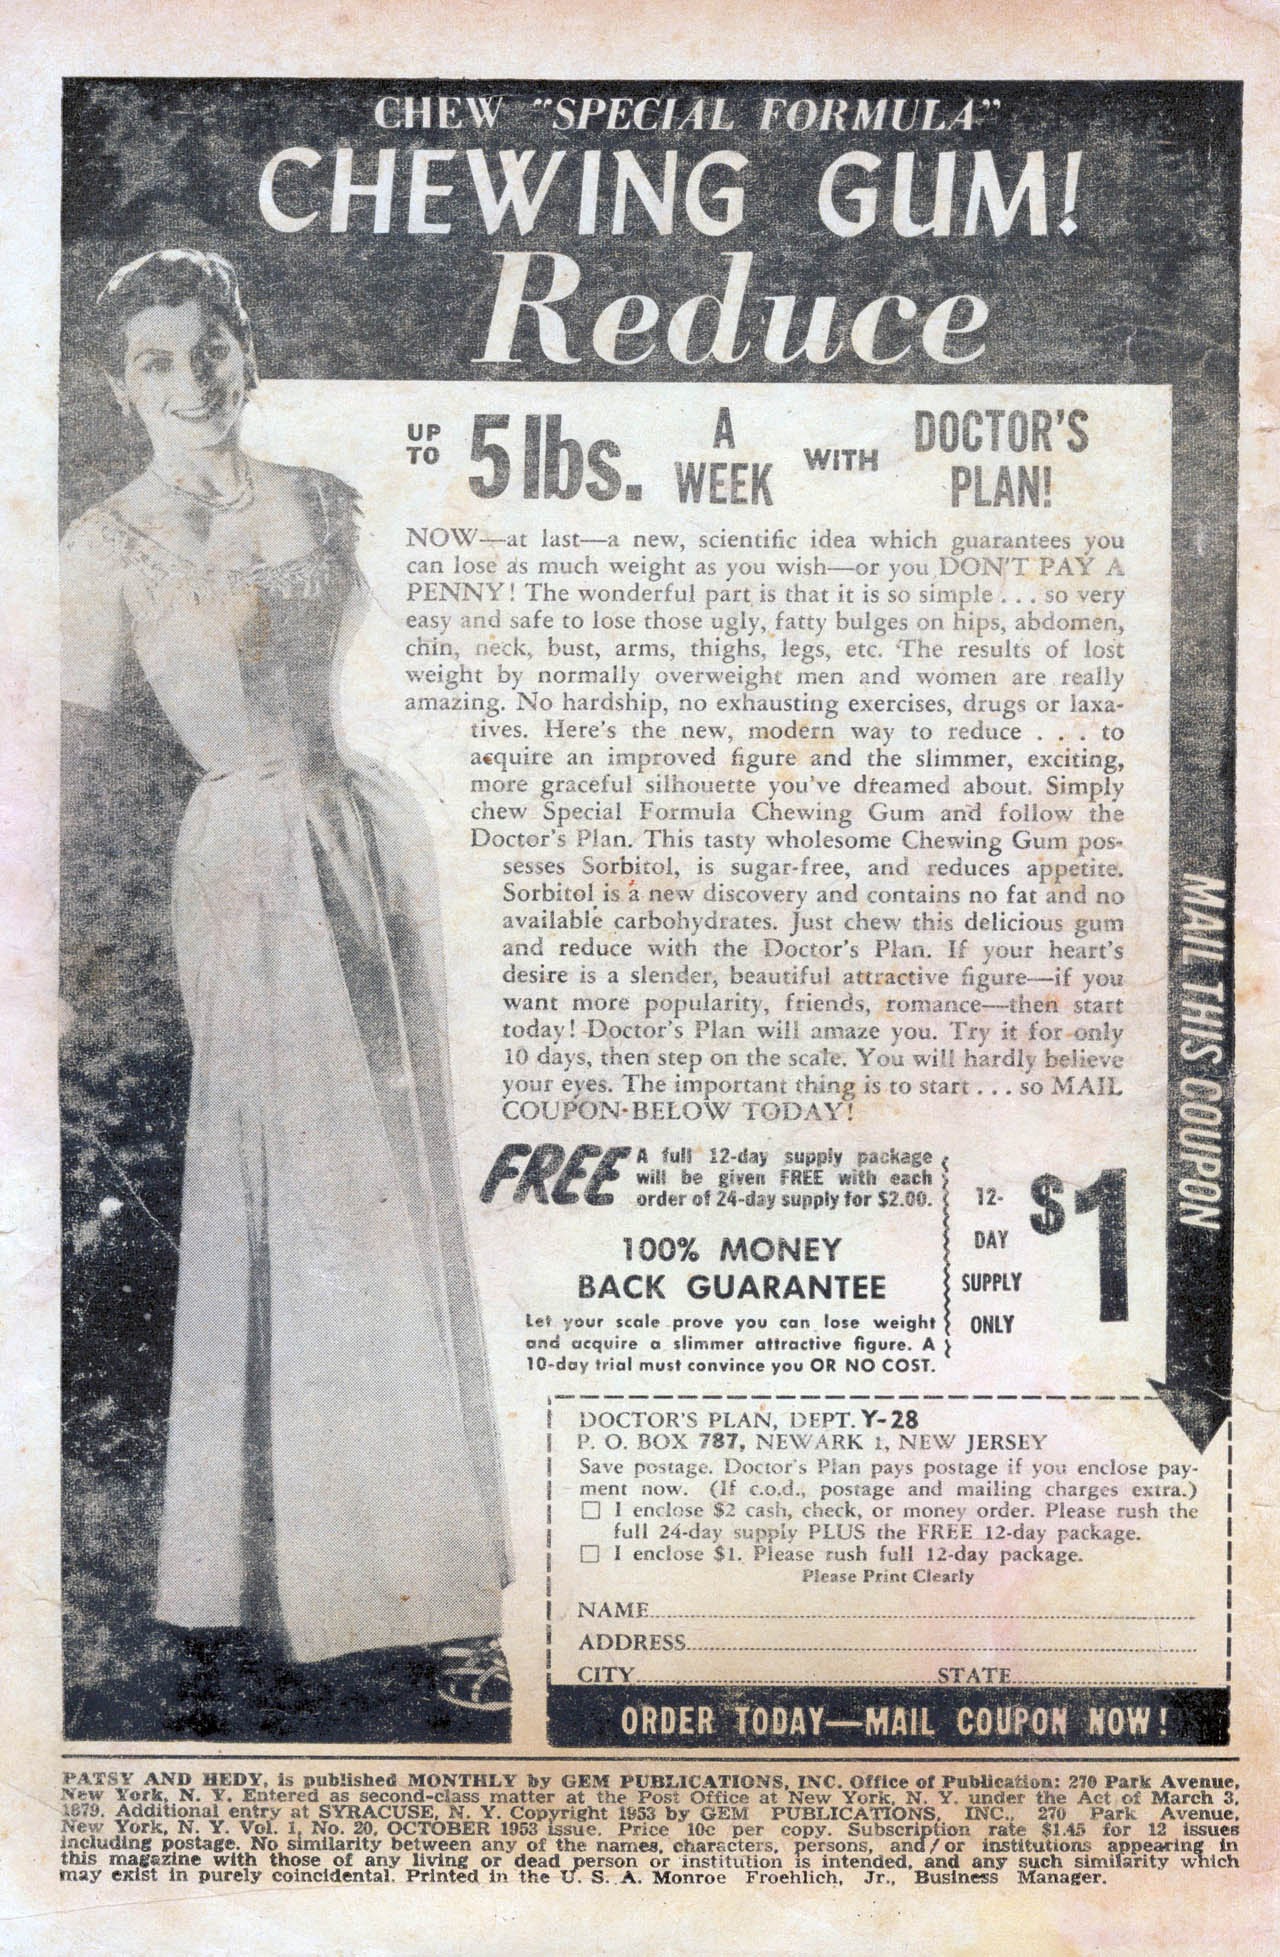 CHEW "SPECIAL FORMULA"
CHEWING GUM!
Reduce
UP TO 5 lbs. A WEEK WITH DOCTOR'S PLAN!
NOW—at last—a new, scientific idea which guarantees you
can lose as much weight as you wish—or you DON'T PAY A
PENNY! The wonderful part is that it is so simple . . . so very
easy and safe to lose those ugly, fatty bulges on hips, abdomen,
chin, neck, bust, arms, thighs, legs, etc. The results of lost
weight by normally overweight men and women are really
amazing. No hardship, no exhausting exercises, drugs or laxa-
tives. Here's the new, modern way to reduce . . . to
acquire an improved figure and the slimmer, exciting,
more graceful silhouette you've dreamed about. Simply
chew Special Formula Chewing Gum and follow the
Doctor's Plan. This tasty wholesome Chewing Gum pos-
sesses Sorbitol, is sugar-free, and reduces appetite.
Sorbitol is a new discovery and contains no fat and no
available carbohydrates. Just chew this delicious gum
and reduce with the Doctor's Plan. If your heart's
desire is a slender, beautiful attractive figure—if you
want more popularity, friends, romance—then start
today! Doctor's Plan will amaze you. Try it for only
10 days, then step on the scale. You will hardly believe
your eyes. The important thing is to start . . . so MAIL
COUPON BELOW TODAY!
MAIL THIS COUPON
FREE A full 12-day supply package
will be given FREE with each
order of 24-day supply for $2.00.
100% MONEY
BACK GUARANTEE
Let your scale prove you can lose weight
and acquire a slimmer attractive figure. A
10-day trial must convince you OR NO COST.
12-
DAY
SUPPLY
ONLY
$1
DOCTOR'S PLAN, DEPT. Y-28
P. O. BOX 787, NEWARK 1, NEW JERSEY
Save postage. Doctor's Plan pays postage if you enclose pay-
ment now. (If c.o.d., postage and mailing charges extra.)
☐ I enclose $2 cash, check, or money order. Please rush the
full 24-day supply PLUS the FREE 12-day package.
☐ I enclose $1. Please rush full 12-day package.
Please Print Clearly
NAME
ADDRESS
CITY STATE
ORDER TODAY—MAIL COUPON NOW!
PATSY AND HEDY, is published MONTHLY by GEM PUBLICATIONS, INC. Office of Publication: 270 Park Avenue,
New York, N. Y. Entered as second-class matter at the Post Office at New York, N. Y. under the Act of March 3,
1879. Additional entry at SYRACUSE, N. Y. Copyright 1953 by GEM PUBLICATIONS, INC., 270 Park Avenue,
New York, N. Y. Vol. 1, No. 20, OCTOBER 1953 issue. Price 10c per copy. Subscription rate $1.45 for 12 issues
including postage. No similarity between any of the names, characters, persons, and/or institutions appearing in
this magazine with those of any living or dead person or institution is intended, and any such similarity which
may exist in purely coincidental. Printed in the U. S. A. Monroe Froehlich, Jr., Business Manager.